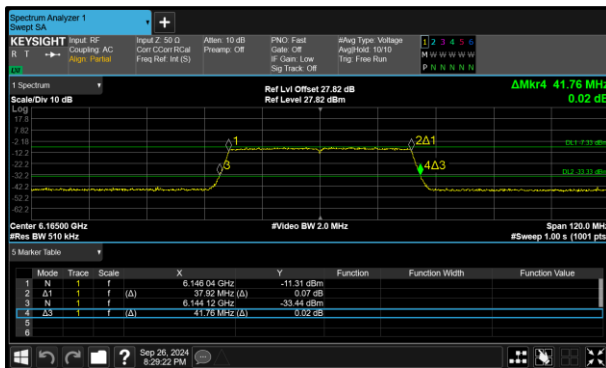 Spectrum Analyzer 1
Swept SA
KEYSIGHT Input: RF Input Z: 50 Ω Atten: 10 dB PNO: Fast #Avg Type: Voltage 1 2 3 4 5 6
R T Coupling: AC Corr CCorr RCal Preamp: Off Gate: Off Avg|Hold: 10/10 M W W W W W
Align: Partial Freq Ref: Int (S) IF Gain: Low Trig: Free Run
Sig Track: Off P N N N N N
1 Spectrum Ref Lvl Offset 27.82 dB ΔMkr4 41.76 MHz
Scale/Div 10 dB Ref Level 27.82 dBm 0.02 dB
Log
17.8
7.82
-2.18 1 2Δ1 DL1 -7.33 dBm
-12.2
-22.2 3 4Δ3
-32.2 DL2 -33.33 dBm
-42.2
-52.2
-62.2
Center 6.16500 GHz #Video BW 2.0 MHz Span 120.0 MHz
#Res BW 510 kHz #Sweep 1.00 s (1001 pts)
5 Marker Table
Mode Trace Scale X Y Function Function Width Function Value
1 N 1 f 6.146 04 GHz -11.31 dBm
2 Δ1 1 f (Δ) 37.92 MHz (Δ) 0.07 dB
3 N 1 f 6.144 12 GHz -33.44 dBm
4 Δ3 1 f (Δ) 41.76 MHz (Δ) 0.02 dB
5
6
Sep 26, 2024
8:29:22 PM